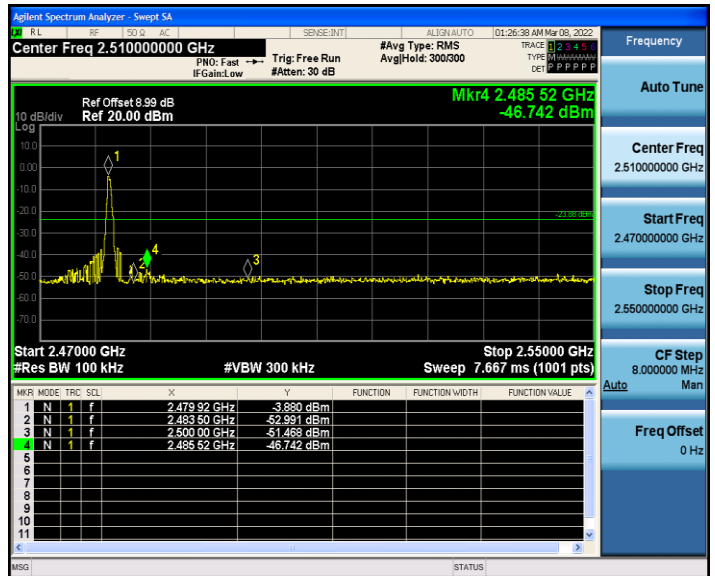 Agilent Spectrum Analyzer - Swept SA
RL RF 50 Ω AC SENSE:INT ALIGN AUTO 01:26:38 AM Mar 08, 2022
Center Freq 2.510000000 GHz #Avg Type: RMS TRACE 1 2 3 4 5 6
PNO: Fast Trig: Free Run Avg|Hold: 300/300 TYPE M
IFGain:Low #Atten: 30 dB DET P P P P P P
Mkr4 2.485 52 GHz
-46.742 dBm
Ref Offset 8.99 dB
10 dB/div Ref 20.00 dBm
Log
10.0
0.00
-10.0
-20.0
-23.88 dBm
-30.0
-40.0
-50.0
-60.0
-70.0
1
2
4
3
Start 2.47000 GHz Stop 2.55000 GHz
#Res BW 100 kHz #VBW 300 kHz Sweep 7.667 ms (1001 pts)
MKR MODE TRC SCL X Y FUNCTION FUNCTION WIDTH FUNCTION VALUE
1 N 1 f 2.479 92 GHz -3.880 dBm
2 N 1 f 2.483 50 GHz -52.991 dBm
3 N 1 f 2.500 00 GHz -51.468 dBm
4 N 1 f 2.485 52 GHz -46.742 dBm
5
6
7
8
9
10
11
MSG STATUS
Frequency
Auto Tune
Center Freq
2.510000000 GHz
Start Freq
2.470000000 GHz
Stop Freq
2.550000000 GHz
CF Step
8.000000 MHz
Auto Man
Freq Offset
0 Hz